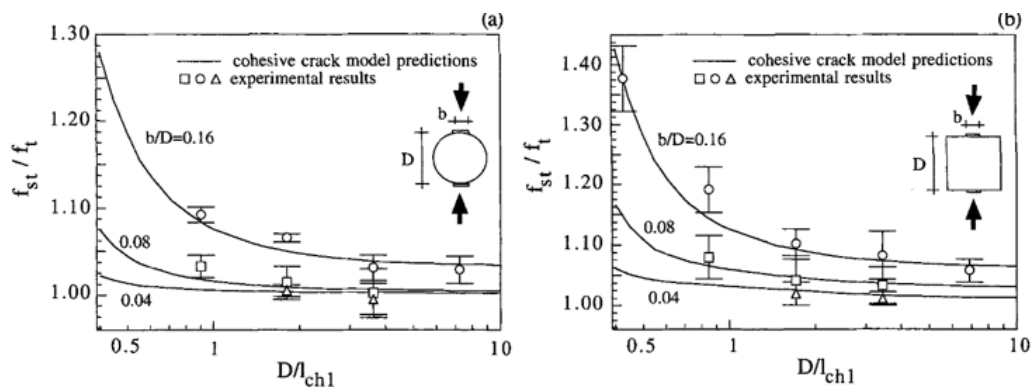 (a)
1.30
1.20
1.10
1.00
f_st / f_t
cohesive crack model predictions
experimental results
b/D=0.16
0.08
0.04
b
D
0.5
1
5
10
D/l_ch1
(b)
1.40
1.30
1.20
1.10
1.00
f_st / f_t
cohesive crack model predictions
experimental results
b/D=0.16
0.08
0.04
b
D
0.5
1
5
10
D/l_ch1